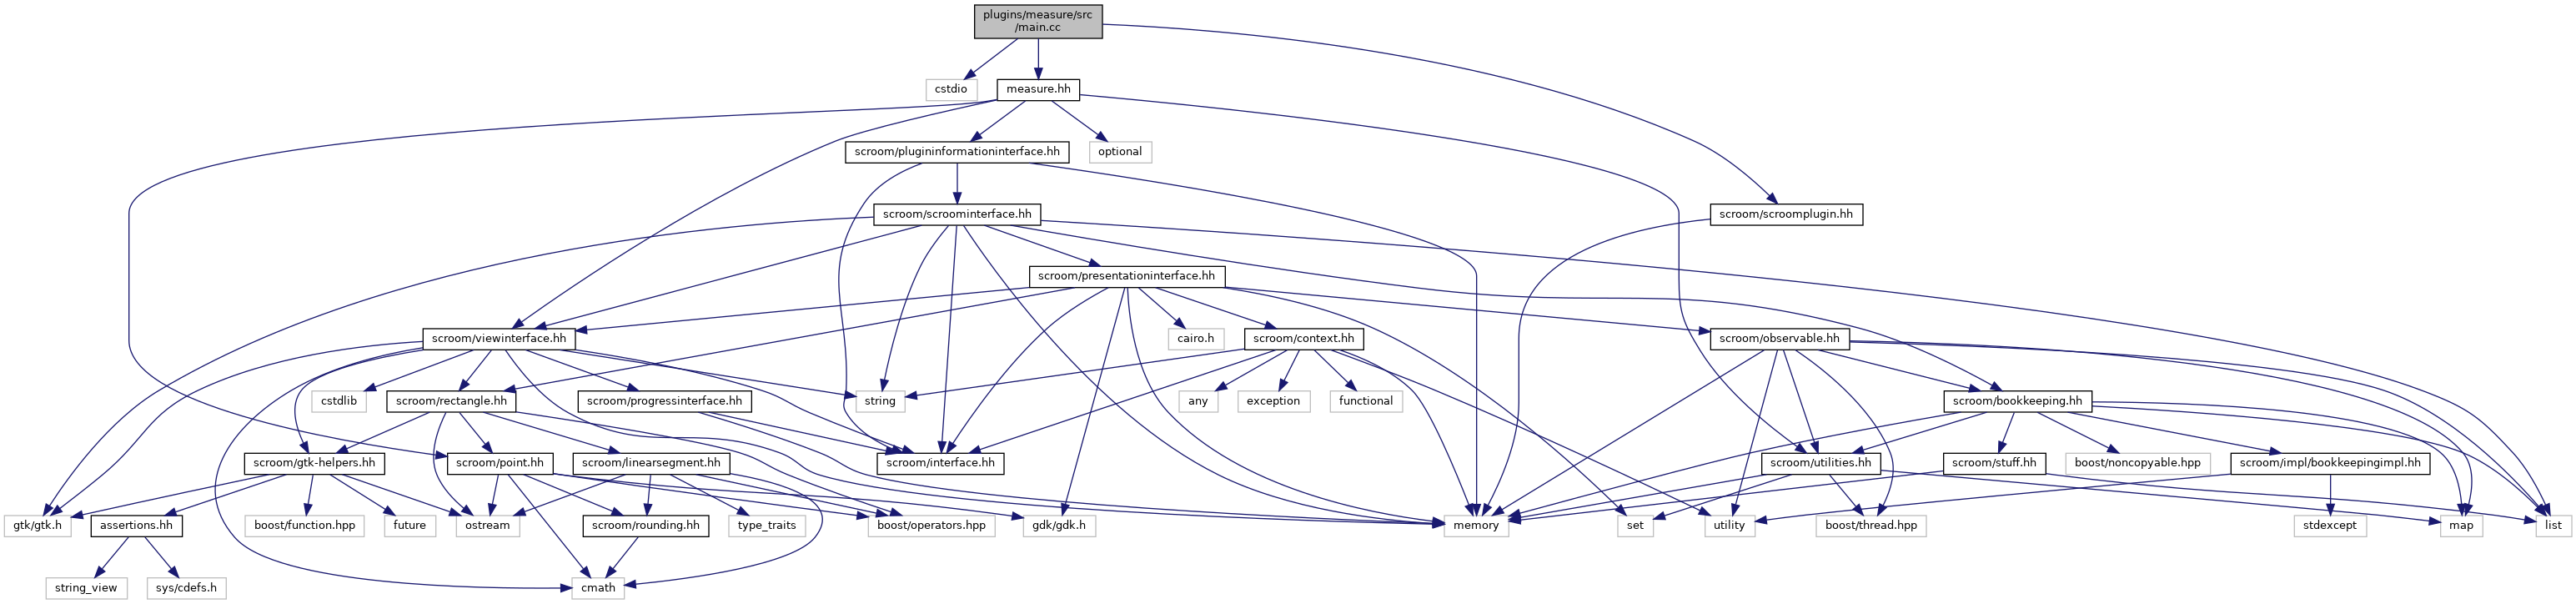 plugins/measure/src
/main.cc
cstdio
measure.hh
scroom/plugininformationinterface.hh
optional
scroom/scroominterface.hh
scroom/scroomplugin.hh
scroom/presentationinterface.hh
scroom/viewinterface.hh
cairo.h
scroom/context.hh
scroom/observable.hh
cstdlib
scroom/rectangle.hh
scroom/progressinterface.hh
string
any
exception
functional
scroom/bookkeeping.hh
scroom/gtk-helpers.hh
scroom/point.hh
scroom/linearsegment.hh
scroom/interface.hh
scroom/utilities.hh
scroom/stuff.hh
boost/noncopyable.hpp
scroom/impl/bookkeepingimpl.hh
gtk/gtk.h
assertions.hh
boost/function.hpp
future
ostream
scroom/rounding.hh
type_traits
boost/operators.hpp
gdk/gdk.h
memory
set
utility
boost/thread.hpp
map
stdexcept
list
string_view
sys/cdefs.h
cmath